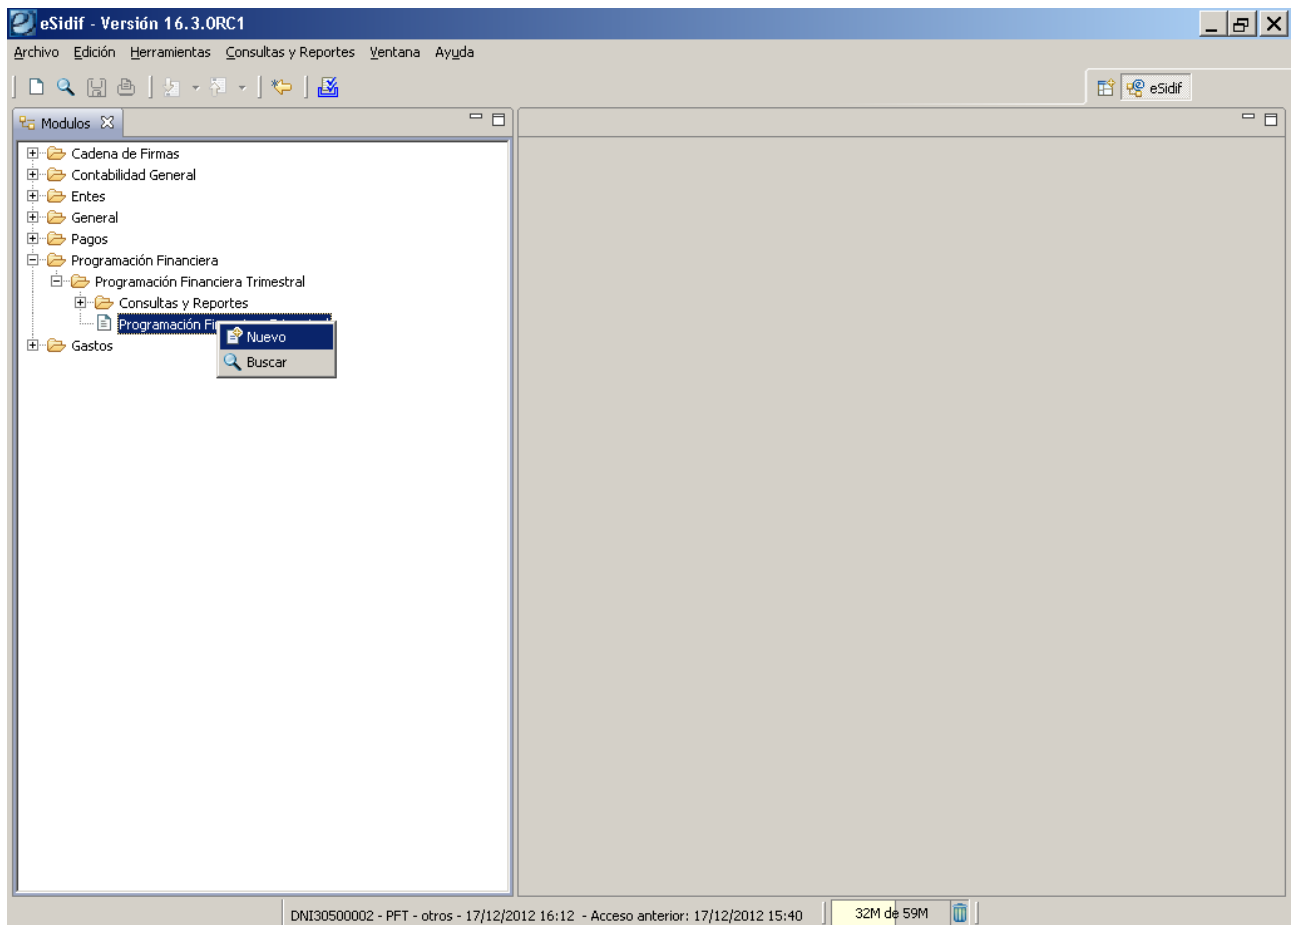 eSidif - Versión 16.3.0RC1
Archivo Edición Herramientas Consultas y Reportes Ventana Ayuda
eSidif
Modulos
Cadena de Firmas
Contabilidad General
Entes
General
Pagos
Programación Financiera
Programación Financiera Trimestral
Consultas y Reportes
Programación
Nuevo
Gastos
Buscar
DNI30500002 - PFT - otros - 17/12/2012 16:12 - Acceso anterior: 17/12/2012 15:40
32M de 59M